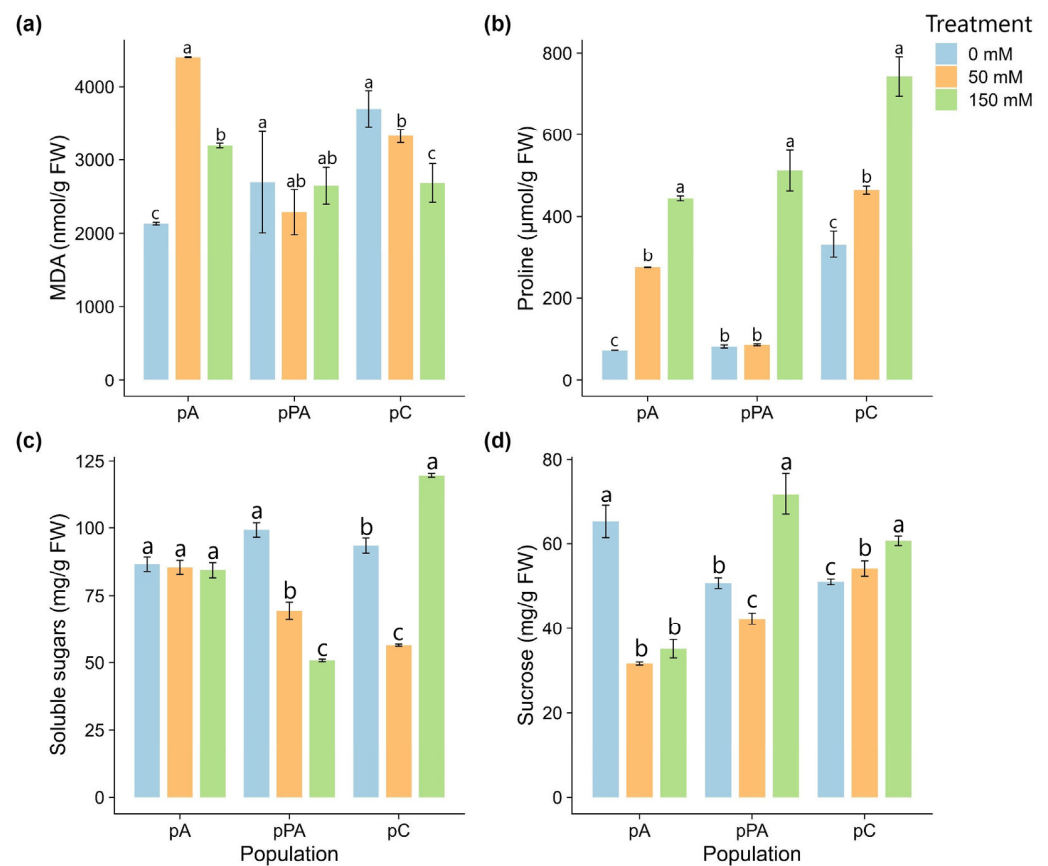 (a)
MDA (nmol/g FW)
4000
3000
2000
1000
0
c
a
b
a
ab
ab
a
b
c
pA
pPA
pC
(b)
Proline (μmol/g FW)
800
600
400
200
0
c
b
a
b
b
a
c
b
a
pA
pPA
pC
Treatment
0 mM
50 mM
150 mM
(c)
Soluble sugars (mg/g FW)
125
100
75
50
25
0
a
a
a
a
b
c
b
c
a
pA
pPA
pC
Population
(d)
Sucrose (mg/g FW)
80
60
40
20
0
a
b
b
b
c
a
c
b
a
pA
pPA
pC
Population